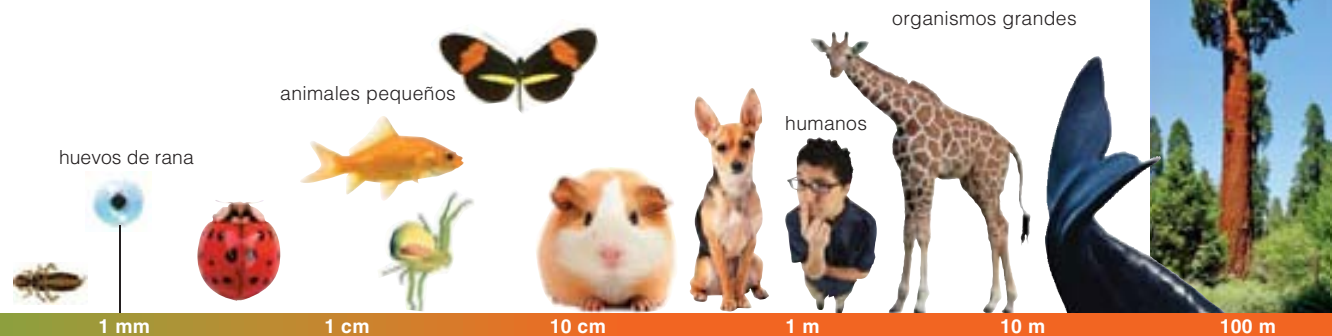 organismos grandes
animales pequeños
humanos
huevos de rana
1 mm 1 cm 10 cm 1 m 10 m 100 m